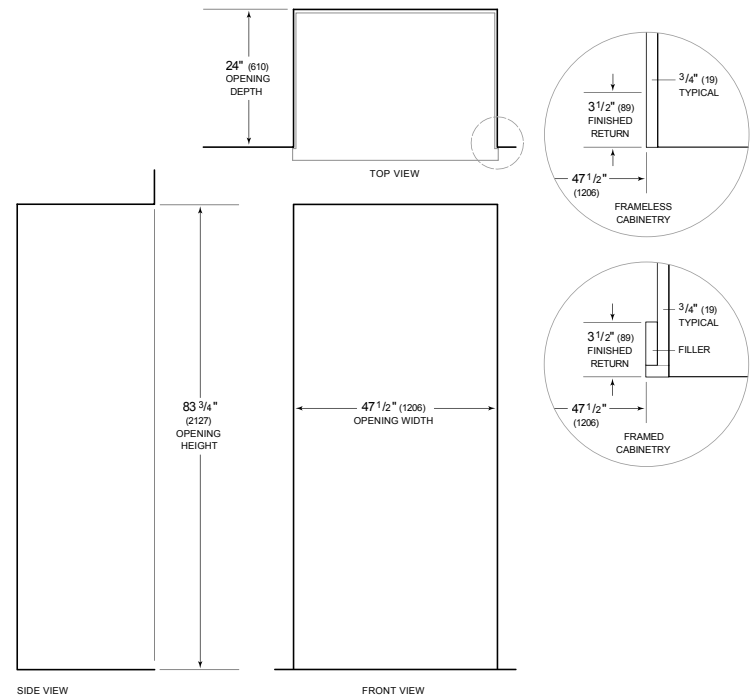 24" (610)
OPENING
DEPTH
TOP VIEW
3/4" (19)
TYPICAL
3 1/2" (89)
FINISHED
RETURN
47 1/2"
(1206)
FRAMELESS
CABINETRY
3/4" (19)
TYPICAL
3 1/2" (89)
FINISHED
RETURN
FILLER
47 1/2"
(1206)
FRAMED
CABINETRY
83 3/4"
(2127)
OPENING
HEIGHT
47 1/2" (1206)
OPENING WIDTH
SIDE VIEW
FRONT VIEW